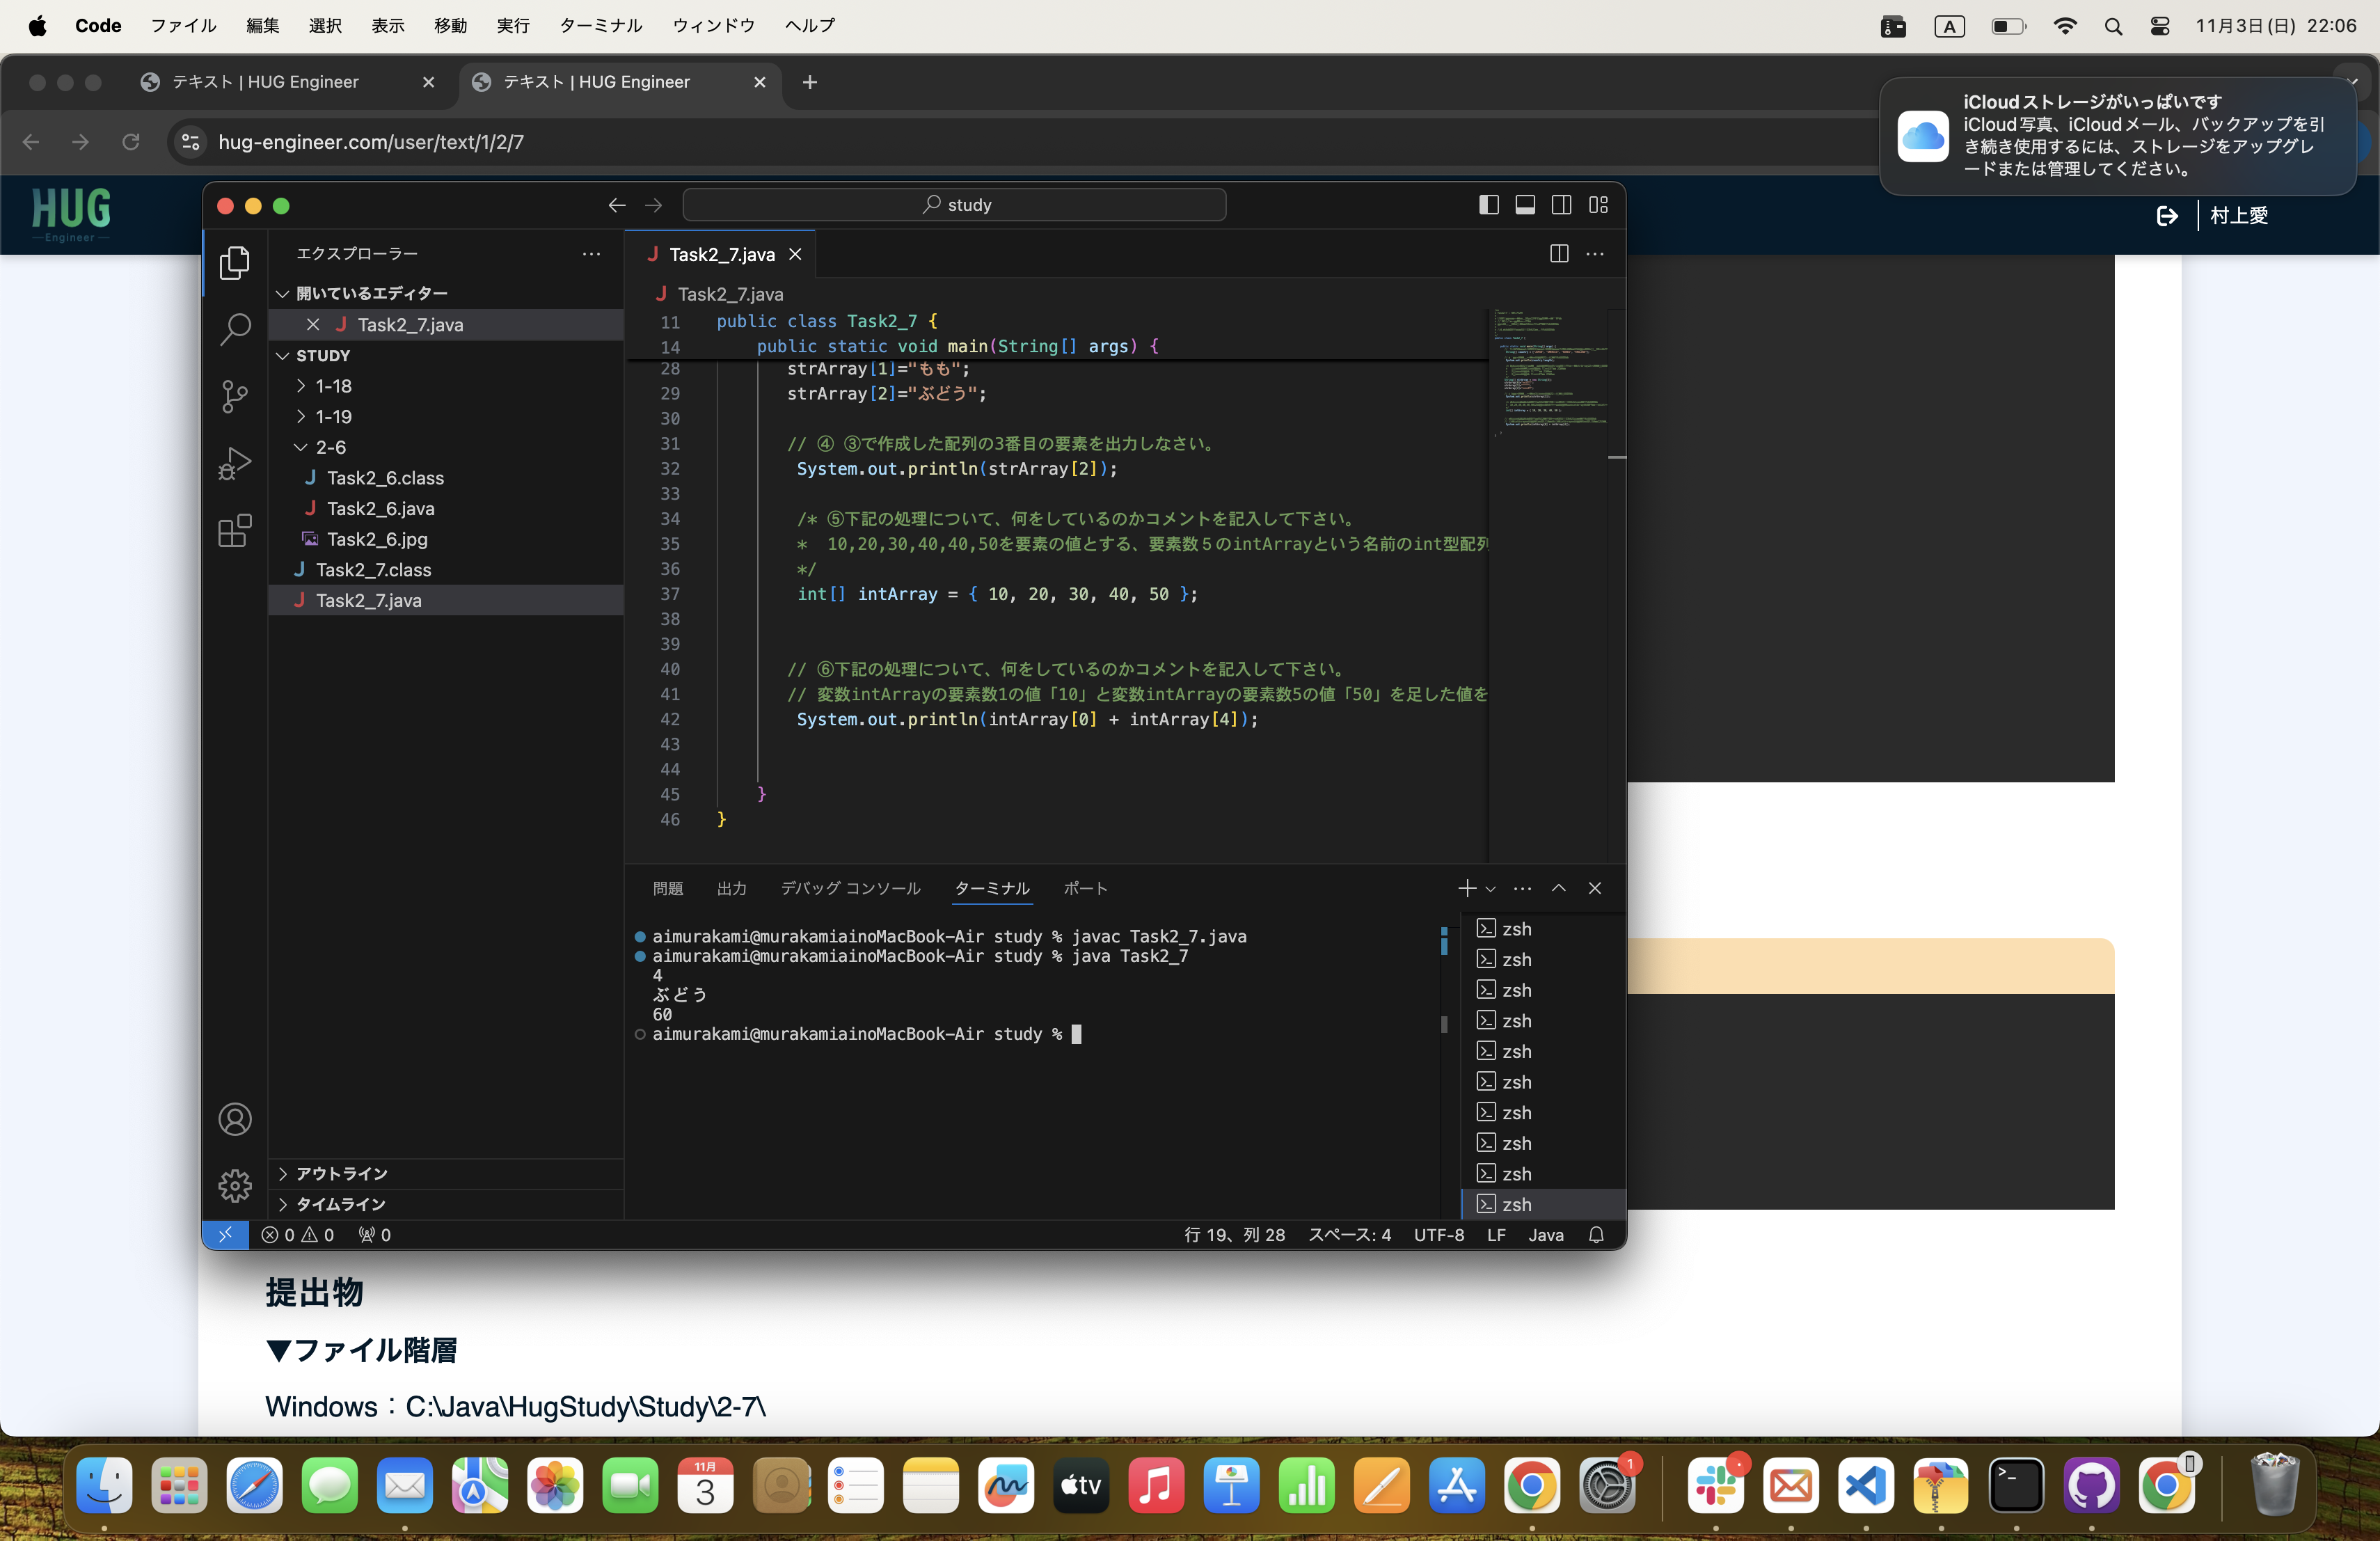 Code ファイル 編集 選択 表示 移動 実行 ターミナル ウィンドウ ヘルプ A 11月3日(日) 22:06
テキスト | HUG Engineer テキスト | HUG Engineer
hug-engineer.com/user/text/1/2/7
iCloudストレージがいっぱいです
iCloud写真、iCloudメール、バックアップを引
き続き使用するには、ストレージをアップグレ
ードまたは管理してください。
HUG
Engineer
村上愛
study
エクスプローラー
開いているエディター
Task2_7.java
STUDY
1-18
1-19
2-6
Task2_6.class
Task2_6.java
Task2_6.jpg
Task2_7.class
Task2_7.java
アウトライン
タイムライン
Task2_7.java
Task2_7.java
11 public class Task2_7 {
14 public static void main(String[] args) {
28 strArray[1]="もも";
29 strArray[2]="ぶどう";
30
31 // ④ ③で作成した配列の3番目の要素を出力しなさい。
32 System.out.println(strArray[2]);
33
34 /* ⑤下記の処理について、何をしているのかコメントを記入して下さい。
35 * 10,20,30,40,40,50を要素の値とする、要素数５のintArrayという名前のint型配列
36 */
37 int[] intArray = { 10, 20, 30, 40, 50 };
38
39
40 // ⑥下記の処理について、何をしているのかコメントを記入して下さい。
41 // 変数intArrayの要素数1の値「10」と変数intArrayの要素数5の値「50」を足した値を
42 System.out.println(intArray[0] + intArray[4]);
43
44
45 }
46 }
問題 出力 デバッグ コンソール ターミナル ポート
aimurakami@murakamiainoMacBook-Air study % javac Task2_7.java
aimurakami@murakamiainoMacBook-Air study % java Task2_7
4
ぶどう
60
aimurakami@murakamiainoMacBook-Air study %
zsh
zsh
zsh
zsh
zsh
zsh
zsh
zsh
zsh
zsh
0 0 0 行 19、列 28 スペース: 4 UTF-8 LF Java
提出物
▼ファイル階層
Windows：C:\Java\HugStudy\Study\2-7\
11月
3
tv
1